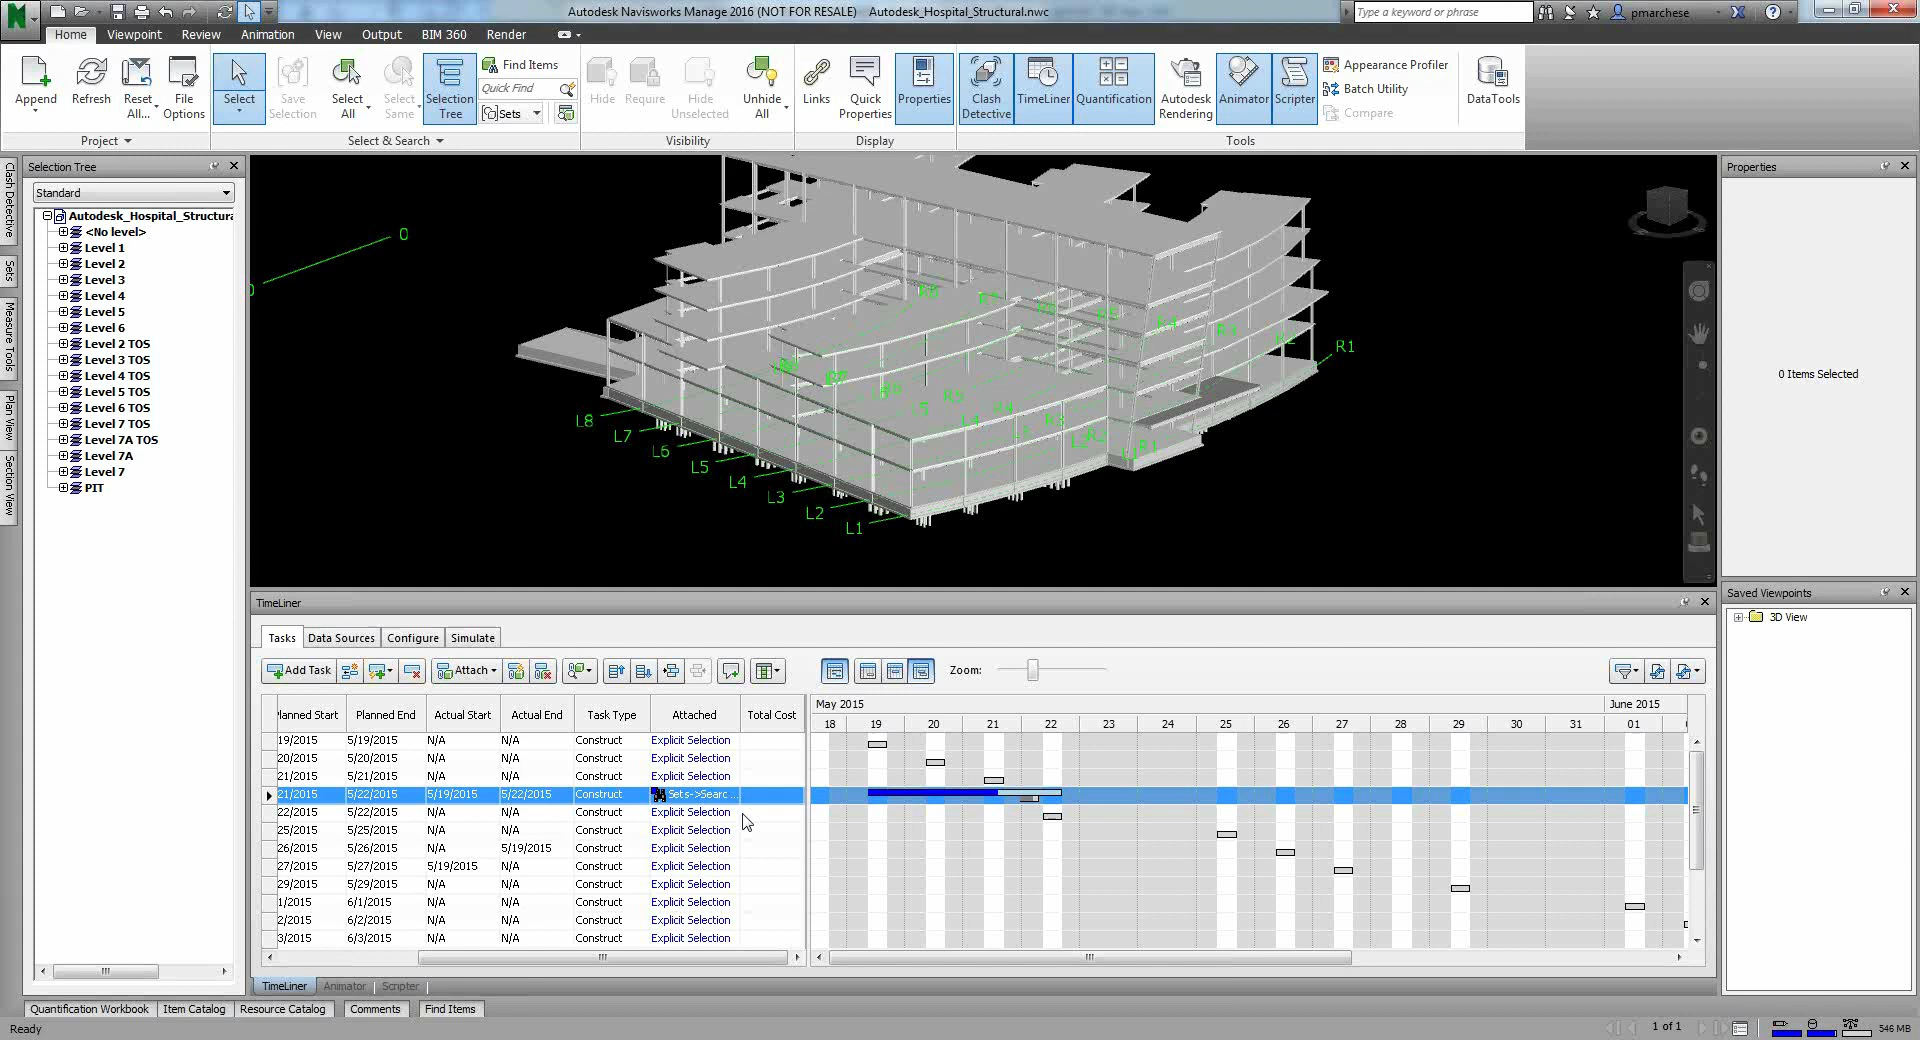 Autodesk Navisworks Manage 2016 (NOT FOR RESALE) Autodesk_Hospital_Structural.nwc
Type a keyword or phrase
pmarchese
Home Viewpoint Review Animation View Output BIM 360 Render
Append
Refresh
Reset All...
File Options
Project
Select
Save Selection
Select All
Select Same
Selection Tree
Find Items
Quick Find
Sets
Select & Search
Hide
Require
Hide Unselected
Unhide All
Visibility
Links
Quick Properties
Properties
Display
Clash Detective
TimeLiner
Quantification
Autodesk Rendering
Animator
Scripter
Appearance Profiler
Batch Utility
Compare
Tools
DataTools
Clash Detective
Sets
Measure Tools
Plan View
Section View
Selection Tree
Standard
Autodesk_Hospital_Structura
<No level>
Level 1
Level 2
Level 3
Level 4
Level 5
Level 6
Level 2 TOS
Level 3 TOS
Level 4 TOS
Level 5 TOS
Level 6 TOS
Level 7 TOS
Level 7A TOS
Level 7A
Level 7
PIT
0
R8 R7 R6 R5 R4 R3 R2 R1
L8
L7
L6
L5
L4
L3
L2
L1
R5
R4
R3
R2
R1
L5
L4
L2
Properties
0 Items Selected
Saved Viewpoints
3D View
TimeLiner
Tasks Data Sources Configure Simulate
Add Task
Attach
Zoom:
Planned Start Planned End Actual Start Actual End Task Type Attached Total Cost
May 2015 June 2015
18 19 20 21 22 23 24 25 26 27 28 29 30 31 01
19/2015 5/19/2015 N/A N/A Construct Explicit Selection
20/2015 5/20/2015 N/A N/A Construct Explicit Selection
21/2015 5/21/2015 N/A N/A Construct Explicit Selection
21/2015 5/22/2015 5/19/2015 5/22/2015 Construct Sets->Searc ...
22/2015 5/22/2015 N/A N/A Construct Explicit Selection
25/2015 5/25/2015 N/A N/A Construct Explicit Selection
26/2015 5/26/2015 N/A 5/19/2015 Construct Explicit Selection
27/2015 5/27/2015 5/19/2015 N/A Construct Explicit Selection
29/2015 5/29/2015 N/A N/A Construct Explicit Selection
1/2015 6/1/2015 N/A N/A Construct Explicit Selection
2/2015 6/2/2015 N/A N/A Construct Explicit Selection
3/2015 6/3/2015 N/A N/A Construct Explicit Selection
TimeLiner Animator Scripter
Quantification Workbook Item Catalog Resource Catalog Comments Find Items
Ready
1 of 1
546 MB